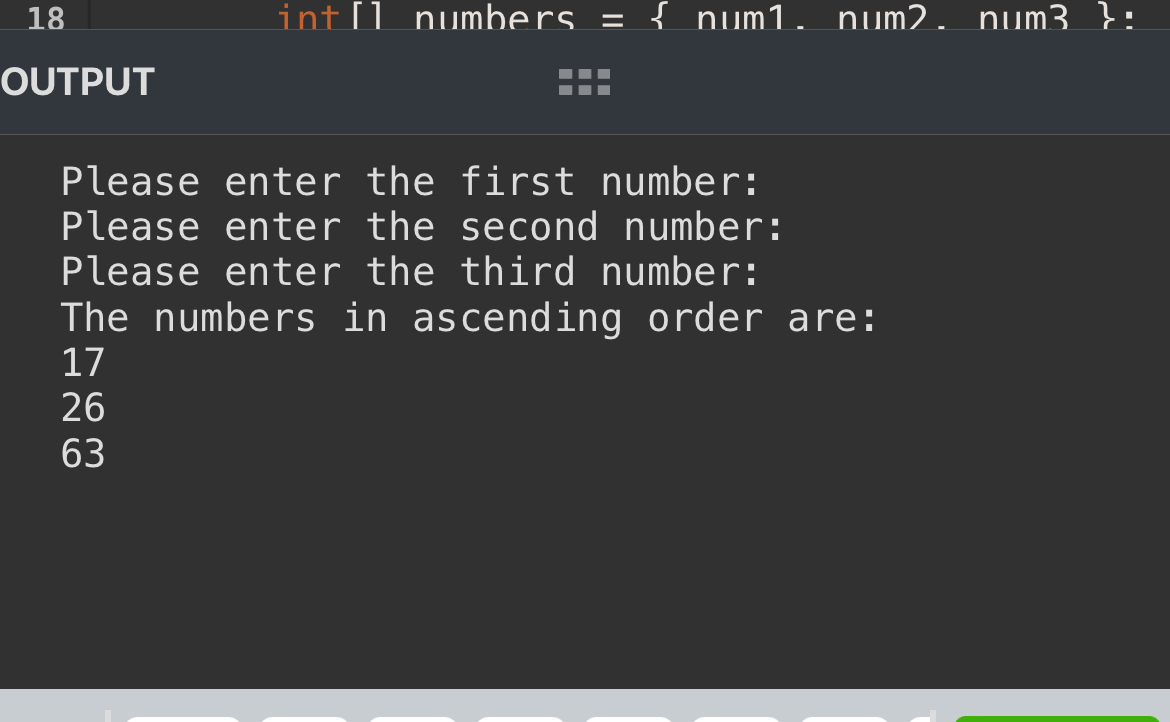 18 int[] numbers = { num1, num2, num3 };
OUTPUT
Please enter the first number:
Please enter the second number:
Please enter the third number:
The numbers in ascending order are:
17
26
63